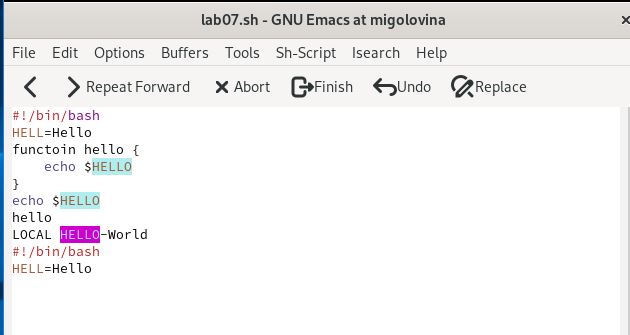 lab07.sh - GNU Emacs at migolovina
File Edit Options Buffers Tools Sh-Script Isearch Help
Repeat Forward Abort Finish Undo Replace
#!/bin/bash
HELL=Hello
functoin hello {
    echo $HELLO
}
echo $HELLO
hello
LOCAL HELLO-World
#!/bin/bash
HELL=Hello